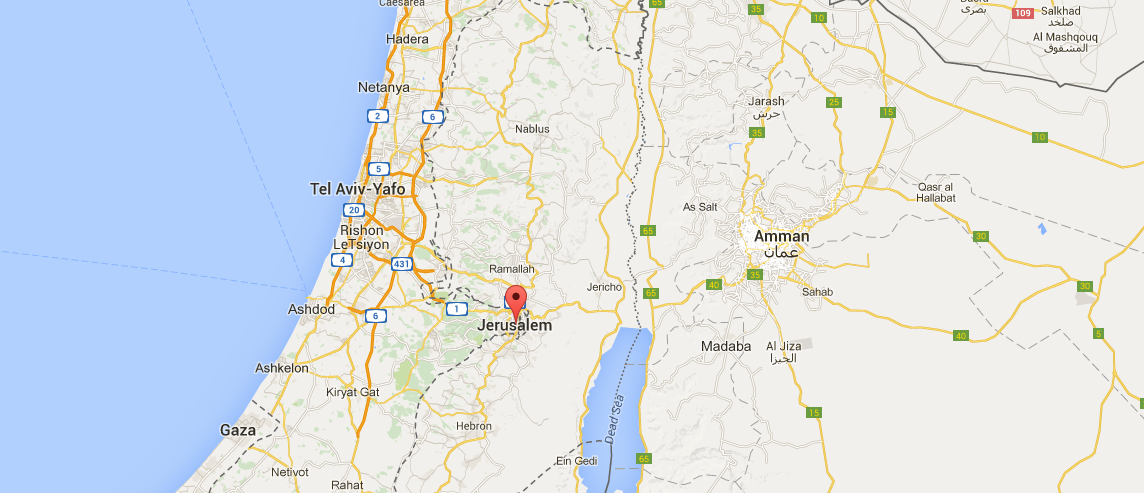 Caesarea
65
35
10
109
بصرى
Salkhad
صلخد
Al Mashqouq
المشقوق
Hadera
Netanya
2
6
Nablus
Jarash
جرش
35
25
15
10
5
Tel Aviv-Yafo
20
Rishon
LeTsiyon
4
431
As Salt
65
Amman
عمان
Qasr al
Hallabat
30
Ramallah
Jericho
65
40
35
Sahab
30
Ashdod
6
1
Jerusalem
Madaba
Al Jiza
الجيزا
40
5
Ashkelon
Kiryat Gat
Dead Sea
15
Gaza
Hebron
Ein Gedi
65
Netivot
Rahat